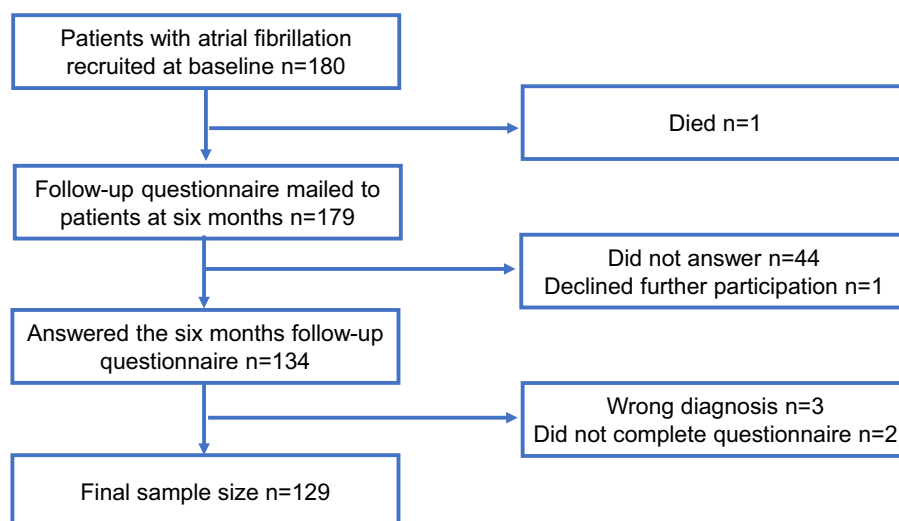 Patients with atrial fibrillation
recruited at baseline n=180
Died n=1
Follow-up questionnaire mailed to
patients at six months n=179
Did not answer n=44
Declined further participation n=1
Answered the six months follow-up
questionnaire n=134
Wrong diagnosis n=3
Did not complete questionnaire n=2
Final sample size n=129